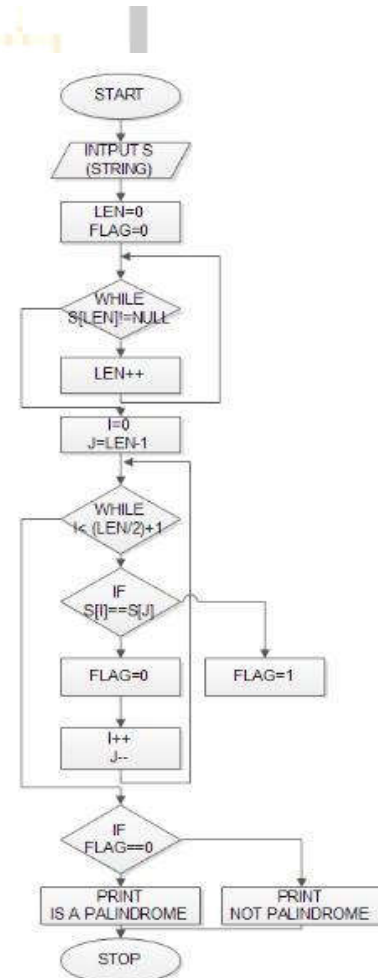 START
INTPUT S
(STRING)
LEN=0
FLAG=0
WHILE
S[LEN]!=NULL
LEN++
I=0
J=LEN-1
WHILE
I< (LEN/2)+1
IF
S[I]==S[J]
FLAG=0
FLAG=1
I++
J--
IF
FLAG==0
PRINT
IS A PALINDROME
PRINT
NOT PALINDROME
STOP